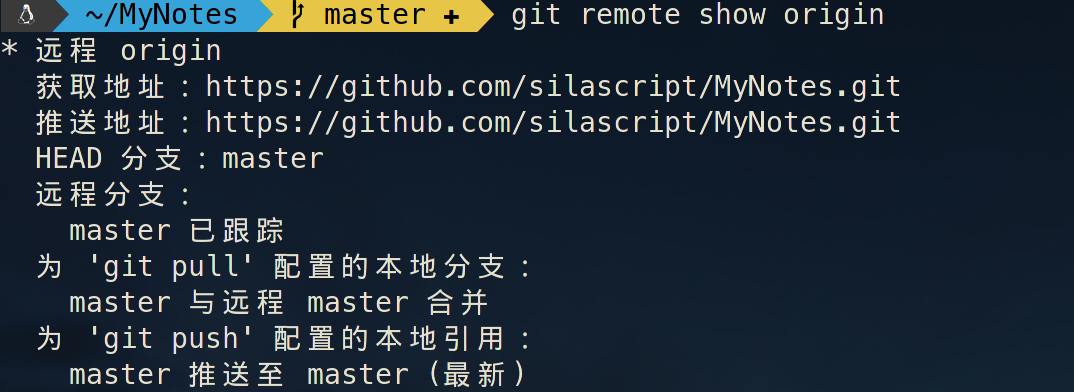 ~/MyNotes master ✚ git remote show origin
* 远程 origin
  获取地址：https://github.com/silascript/MyNotes.git
  推送地址：https://github.com/silascript/MyNotes.git
  HEAD 分支：master
  远程分支：
    master 已跟踪
  为 'git pull' 配置的本地分支：
    master 与远程 master 合并
  为 'git push' 配置的本地引用：
    master 推送至 master (最新)